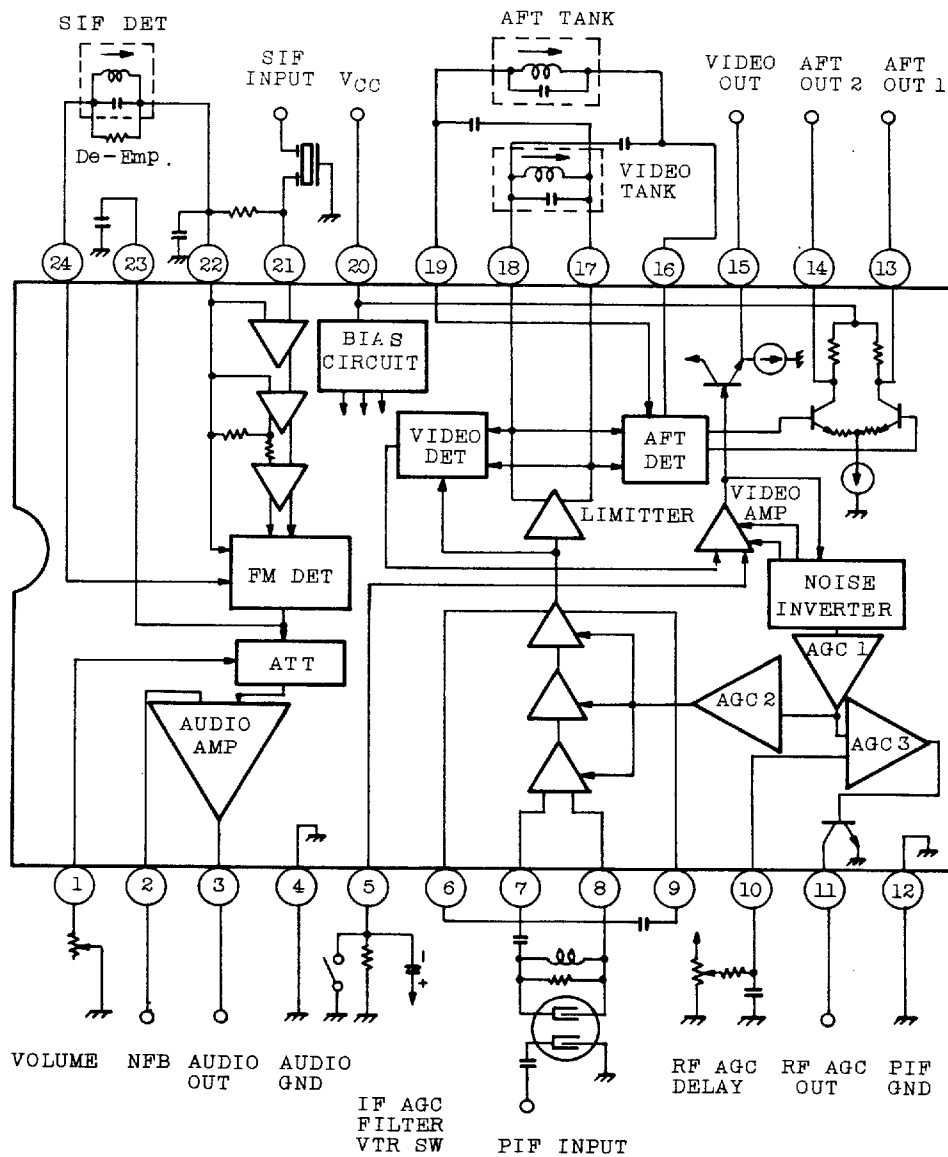 SIF DET
AFT TANK
SIF
INPUT
VCC
VIDEO
OUT
AFT
OUT 2
AFT
OUT 1
De-Emp.
VIDEO
TANK
24
23
22
21
20
19
18
17
16
15
14
13
BIAS
CIRCUIT
VIDEO
DET
AFT
DET
LIMITTER
VIDEO
AMP
FM DET
NOISE
INVERTER
ATT
AGC 1
AGC 2
AGC 3
AUDIO
AMP
1
2
3
4
5
6
7
8
9
10
11
12
-
+
VOLUME
NFB
AUDIO
OUT
AUDIO
GND
IF AGC
FILTER
VTR SW
PIF INPUT
RF AGC
DELAY
RF AGC
OUT
PIF
GND